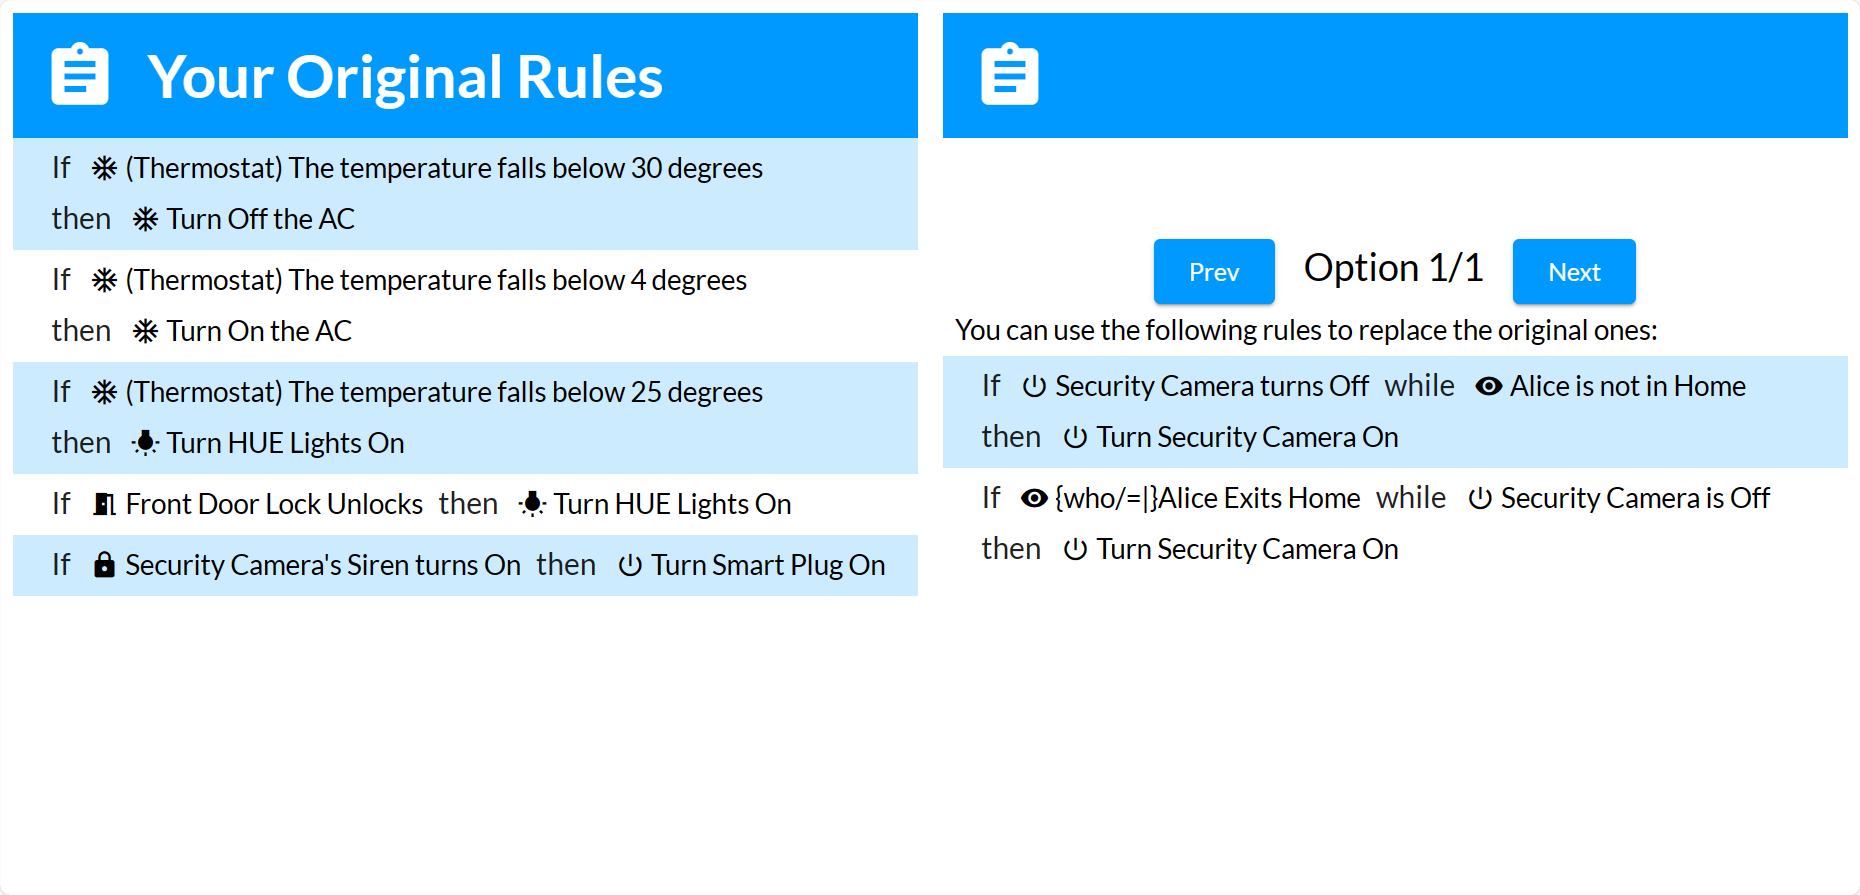 Your Original Rules
If (Thermostat) The temperature falls below 30 degrees
then Turn Off the AC
If (Thermostat) The temperature falls below 4 degrees
then Turn On the AC
If (Thermostat) The temperature falls below 25 degrees
then Turn HUE Lights On
If Front Door Lock Unlocks then Turn HUE Lights On
If Security Camera's Siren turns On then Turn Smart Plug On
Prev Option 1/1 Next
You can use the following rules to replace the original ones:
If Security Camera turns Off while Alice is not in Home
then Turn Security Camera On
If {who/=|}Alice Exits Home while Security Camera is Off
then Turn Security Camera On